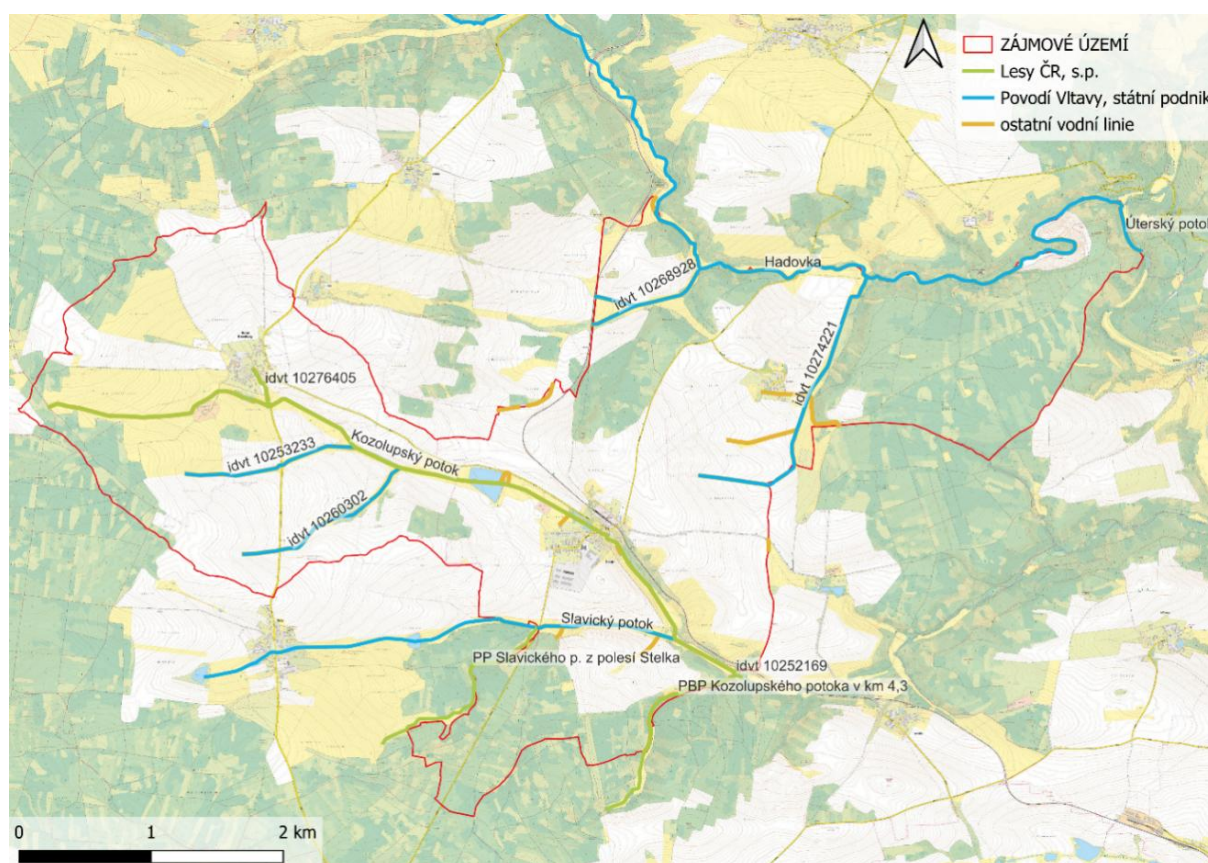 ZÁJMOVÉ ÚZEMÍ
Lesy ČR, s.p.
Povodí Vltavy, státní podnik
ostatní vodní linie
Úterský potok
Hadovka
idvt 10268928
idvt 10274221
idvt 10276405
Kozolupský potok
idvt 10253233
idvt 10260302
Slavický potok
PP Slavického p. z polesí Stelka
idvt 10252169
PBP Kozolupského potoka v km 4,3
0 1 2 km